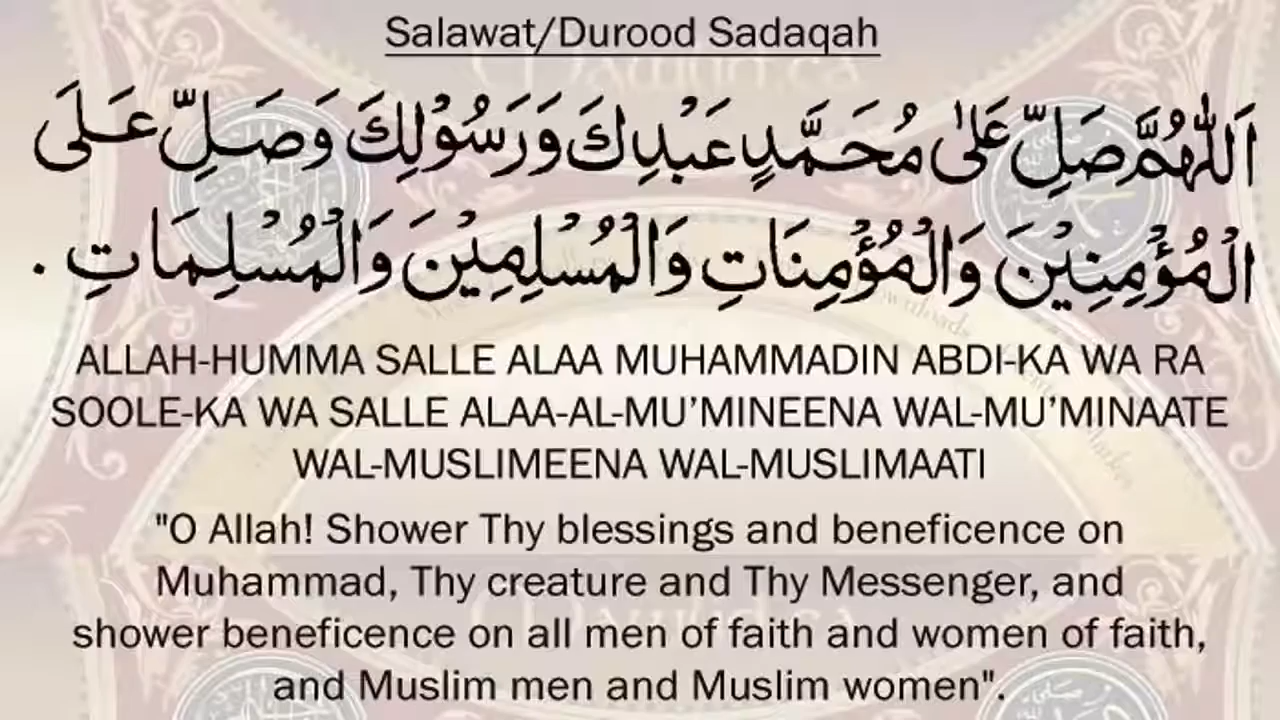 Salawat/Durood Sadaqah
اَللّٰهُمَّ صَلِّ عَلٰى مُحَمَّدٍ عَبْدِكَ وَرَسُوْلِكَ وَصَلِّ عَلَى
الْمُؤْمِنِيْنَ وَالْمُؤْمِنَاتِ وَالْمُسْلِمِيْنَ وَالْمُسْلِمَاتِ .
ALLAH-HUMMA SALLE ALAA MUHAMMADIN ABDI-KA WA RA
SOOLE-KA WA SALLE ALAA-AL-MU’MINEENA WAL-MU’MINAATE
WAL-MUSLIMEENA WAL-MUSLIMAATI
"O Allah! Shower Thy blessings and beneficence on
Muhammad, Thy creature and Thy Messenger, and
shower beneficence on all men of faith and women of faith,
and Muslim men and Muslim women".